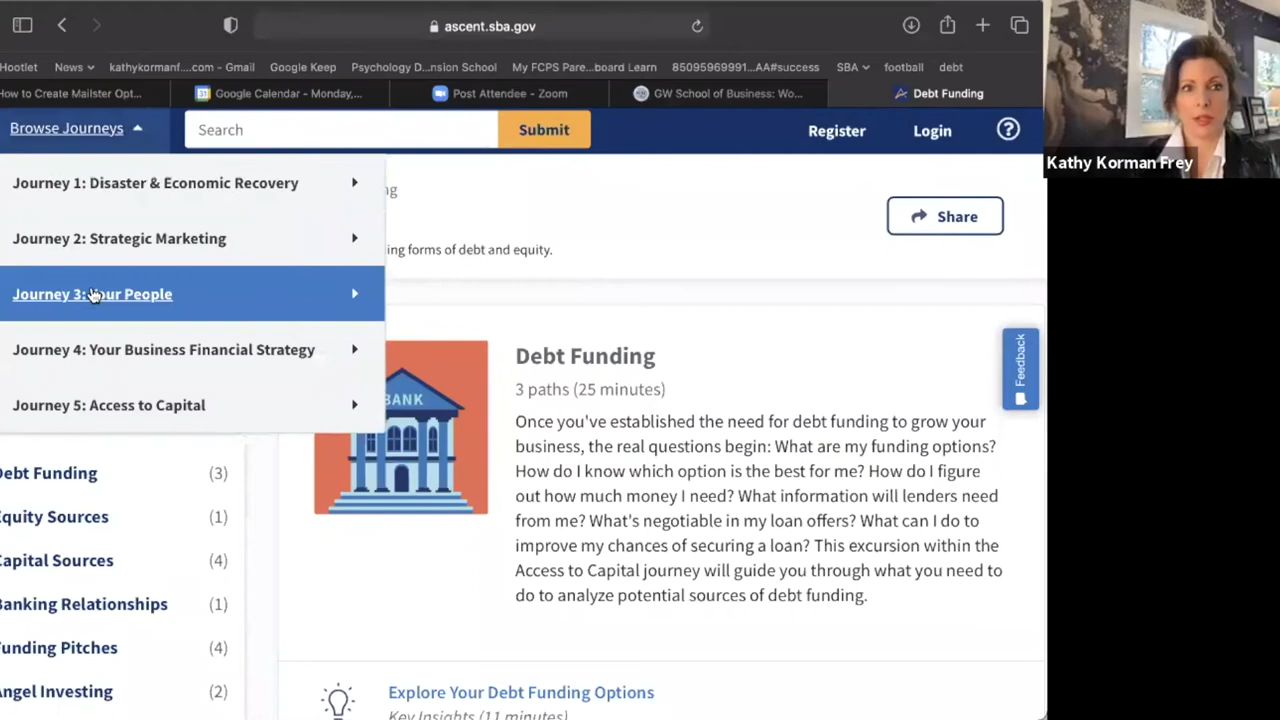 ascent.sba.gov
Hootlet News kathykormanf....com - Gmail Google Keep Psychology D...nsion School My FCPS Pare...board Learn 85095969991...AA#success SBA football debt
How to Create Mailster Opt... Google Calendar - Monday,... Post Attendee - Zoom GW School of Business: Wo... Debt Funding
Browse Journeys Search Submit Register Login ?
Kathy Korman Frey
Journey 1: Disaster & Economic Recovery
ng
Share
Journey 2: Strategic Marketing
ing forms of debt and equity.
Journey 3: Your People
Journey 4: Your Business Financial Strategy
Journey 5: Access to Capital
BANK
Feedback
Debt Funding
3 paths (25 minutes)
Once you've established the need for debt funding to grow your
business, the real questions begin: What are my funding options?
How do I know which option is the best for me? How do I figure
out how much money I need? What information will lenders need
from me? What's negotiable in my loan offers? What can I do to
improve my chances of securing a loan? This excursion within the
Access to Capital journey will guide you through what you need to
do to analyze potential sources of debt funding.
Debt Funding (3)
Equity Sources (1)
Capital Sources (4)
Banking Relationships (1)
Funding Pitches (4)
Angel Investing (2)
Explore Your Debt Funding Options
Key Insights (11 minutes)